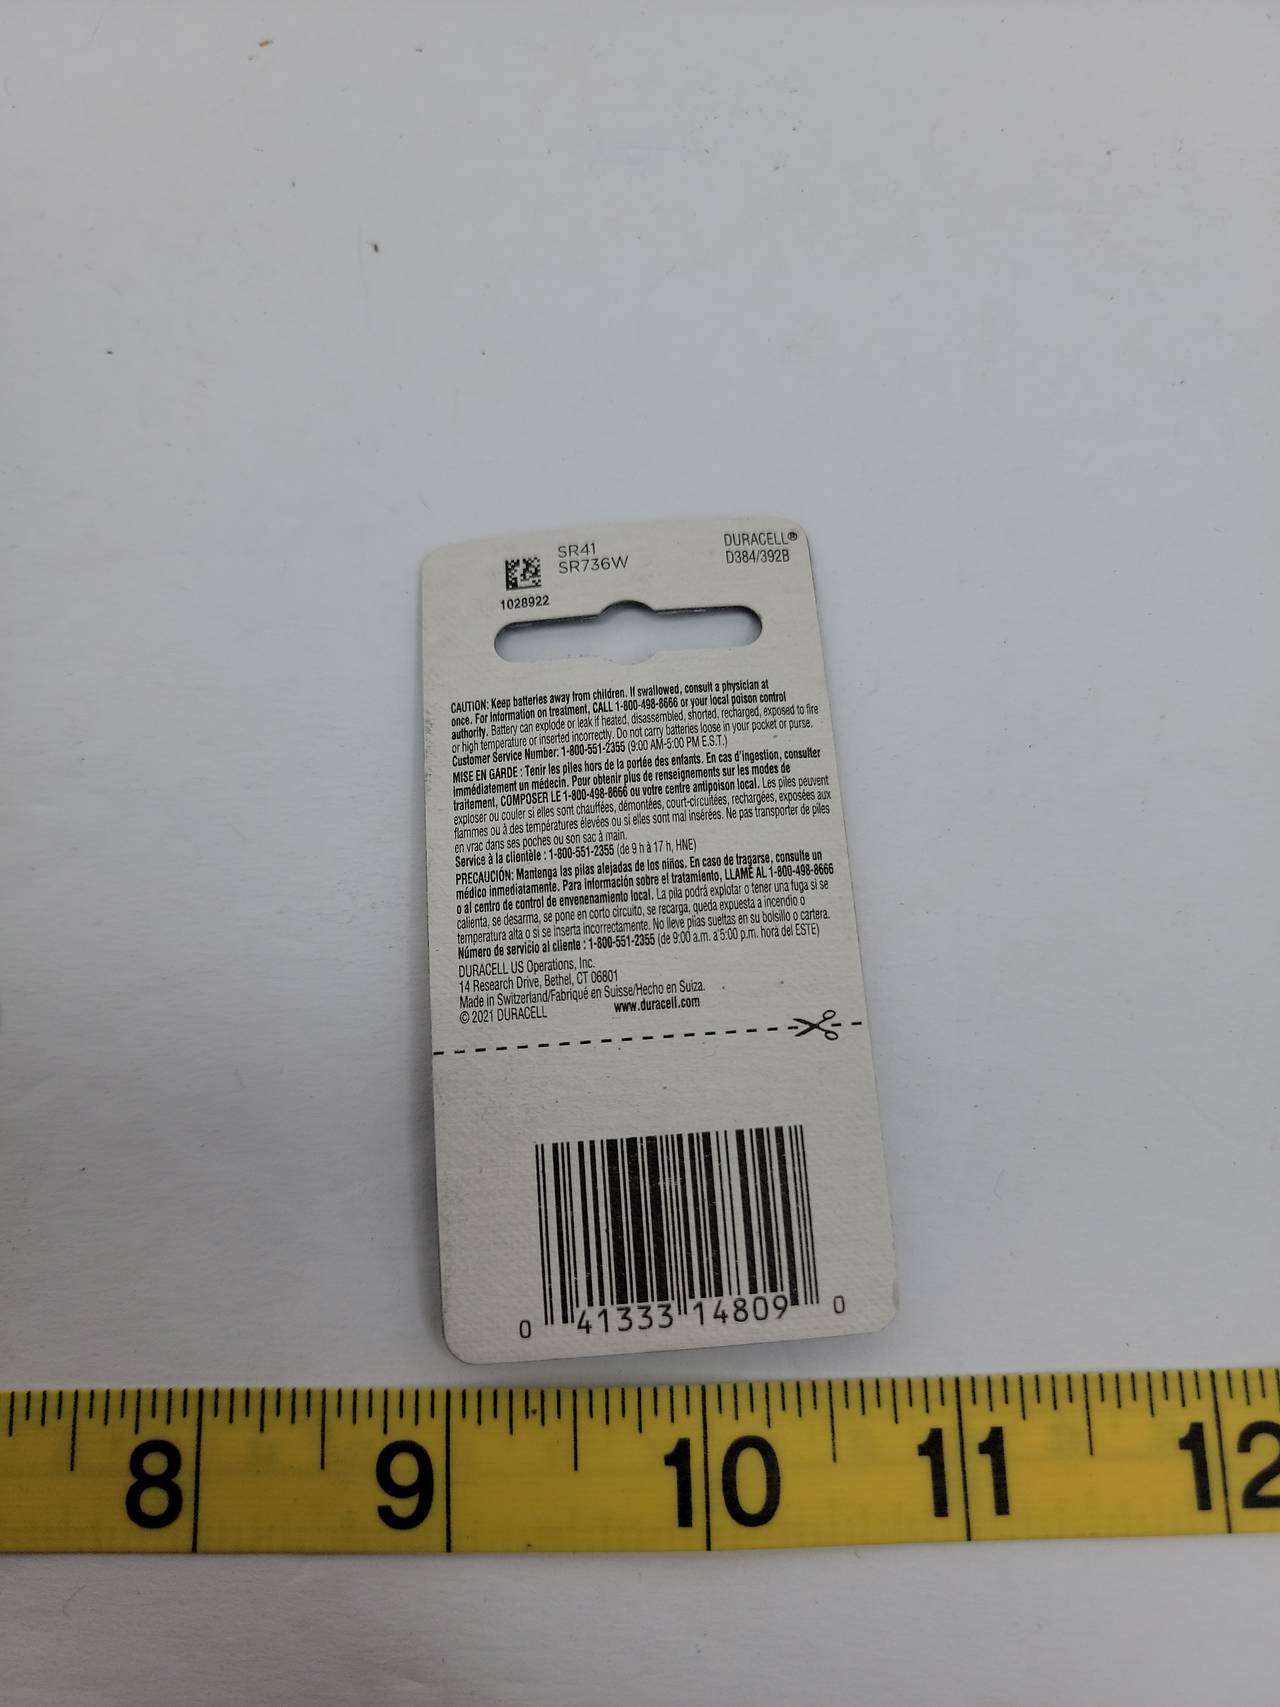 SR41
SR736W
DURACELL®
D384/392B
1028922
CAUTION: Keep batteries away from children. If swallowed, consult a physician at
once. For information on treatment, CALL 1-800-498-8666 or your local poison control
authority. Battery can explode or leak if heated, disassembled, shorted, recharged, exposed to fire
or high temperature or inserted incorrectly. Do not carry batteries loose in your pocket or purse.
Customer Service Number: 1-800-551-2355 (9:00 AM-5:00 PM E.S.T.)
MISE EN GARDE : Tenir les piles hors de la portée des enfants. En cas d'ingestion, consulter
immédiatement un médecin. Pour obtenir plus de renseignements sur les modes de
traitement, COMPOSER LE 1-800-498-8666 ou votre centre antipoison local. Les piles peuvent
exploser ou couler si elles sont chauffées, démontées, court-circuitées, rechargées, exposées aux
flammes ou à des températures élevées ou si elles sont mal insérées. Ne pas transporter de piles
en vrac dans ses poches ou son sac à main.
Service à la clientèle : 1-800-551-2355 (de 9 h à 17 h, HNE)
PRECAUCIÓN: Mantenga las pilas alejadas de los niños. En caso de tragarse, consulte un
médico inmediatamente. Para información sobre el tratamiento, LLAME AL 1-800-498-8666
o al centro de control de envenenamiento local. La pila podrá explotar o tener una fuga si se
calienta, se desarma, se pone en corto circuito, se recarga, queda expuesta a incendio o
temperatura alta o si se inserta incorrectamente. No lleve pilas sueltas en su bolsillo o cartera.
Número de servicio al cliente : 1-800-551-2355 (de 9:00 a.m. a 5:00 p.m. hora del ESTE)
DURACELL US Operations, Inc.
14 Research Drive, Bethel, CT 06801
Made in Switzerland/Fabriqué en Suisse/Hecho en Suiza.
© 2021 DURACELL www.duracell.com
0 41333 14809 0
8 9 10 11 12